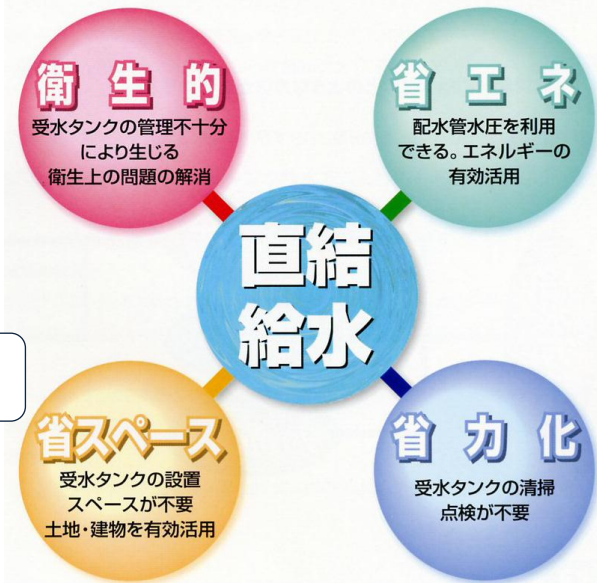 衛生的
受水タンクの管理不十分
により生じる
衛生上の問題の解消
省エネ
配水管水圧を利用
できる。エネルギーの
有効活用
直結
給水
省スペース
受水タンクの設置
スペースが不要
土地・建物を有効活用
省力化
受水タンクの清掃
点検が不要